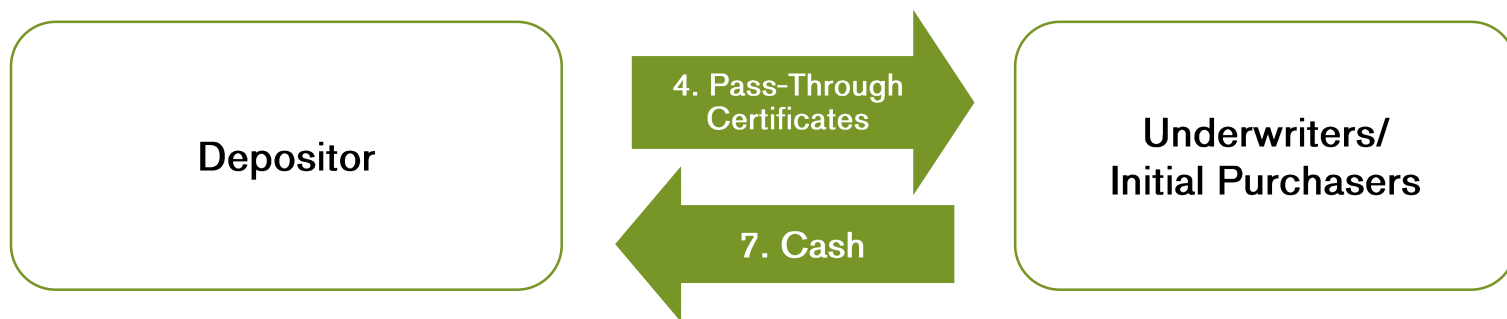 Depositor
4. Pass-Through
Certificates
7. Cash
Underwriters/
Initial Purchasers